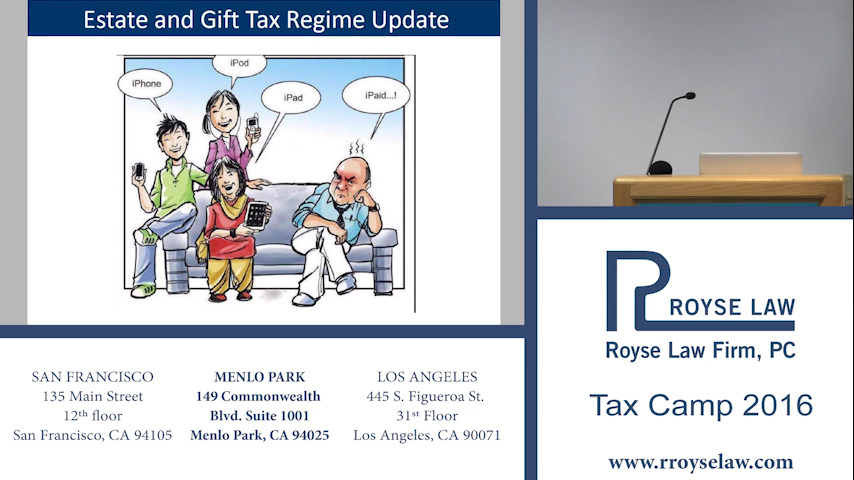 Estate and Gift Tax Regime Update
iPod
iPhone
iPad
iPaid...!
ROYSE LAW
Royse Law Firm, PC
SAN FRANCISCO
135 Main Street
12th floor
San Francisco, CA 94105
MENLO PARK
149 Commonwealth
Blvd. Suite 1001
Menlo Park, CA 94025
LOS ANGELES
445 S. Figueroa St.
31st Floor
Los Angeles, CA 90071
Tax Camp 2016
www.rroyselaw.com